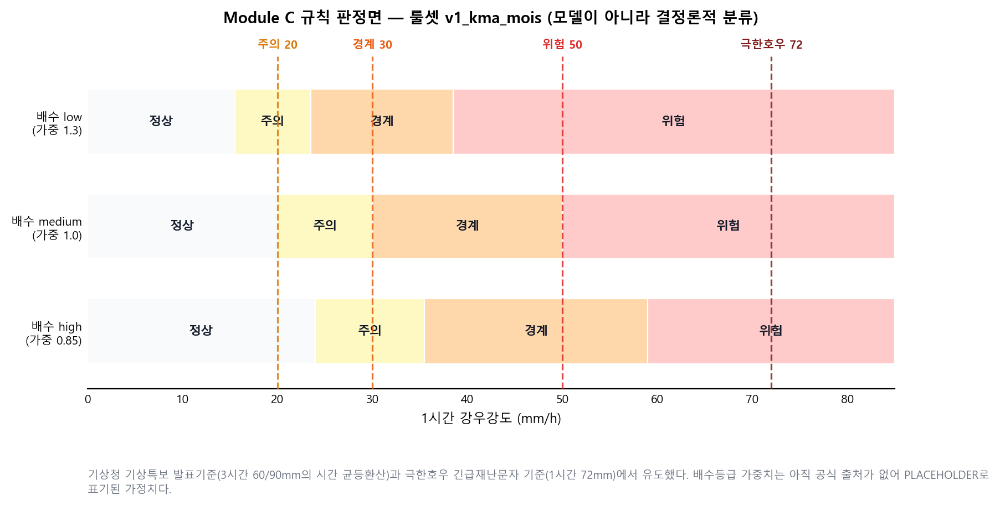 Module C 규칙 판정면 — 룰셋 v1_kma_mois (모델이 아니라 결정론적 분류)
주의 20
경계 30
위험 50
극한호우 72
배수 low
(가중 1.3)
정상
주의
경계
위험
배수 medium
(가중 1.0)
정상
주의
경계
위험
배수 high
(가중 0.85)
정상
주의
경계
위험
0 10 20 30 40 50 60 70 80
1시간 강우강도 (mm/h)
기상청 기상특보 발표기준(3시간 60/90mm의 시간 균등환산)과 극한호우 긴급재난문자 기준(1시간 72mm)에서 유도했다. 배수등급 가중치는 아직 공식 출처가 없어 PLACEHOLDER로
표기된 가정치다.